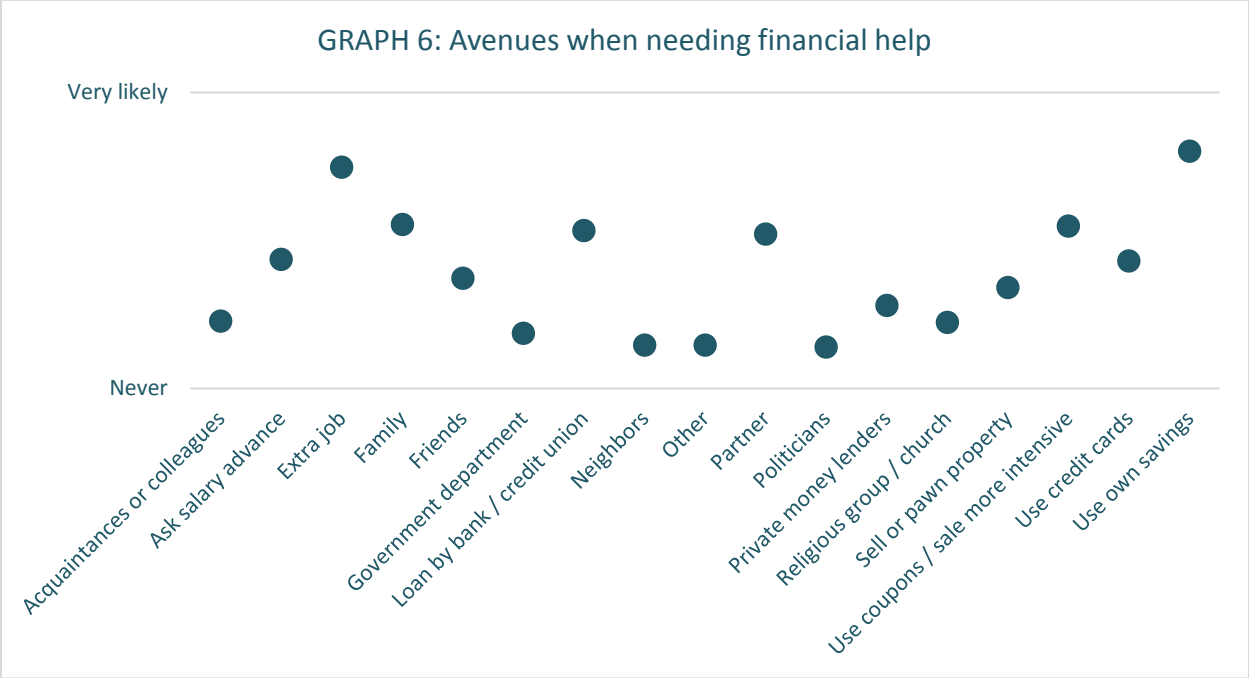 GRAPH 6: Avenues when needing financial help
Very likely
Never
Acquaintances or colleagues
Ask salary advance
Extra job
Family
Friends
Government department
Loan by bank / credit union
Neighbors
Other
Partner
Politicians
Private money lenders
Religious group / church
Sell or pawn property
Use coupons / sale more intensive
Use credit cards
Use own savings